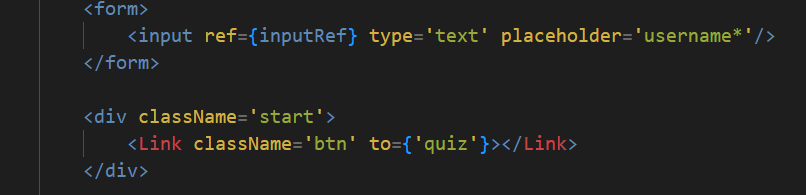 <form>
<input ref={inputRef} type='text' placeholder='username*'/>
</form>
<div className='start'>
<Link className='btn' to={'quiz'}></Link>
</div>